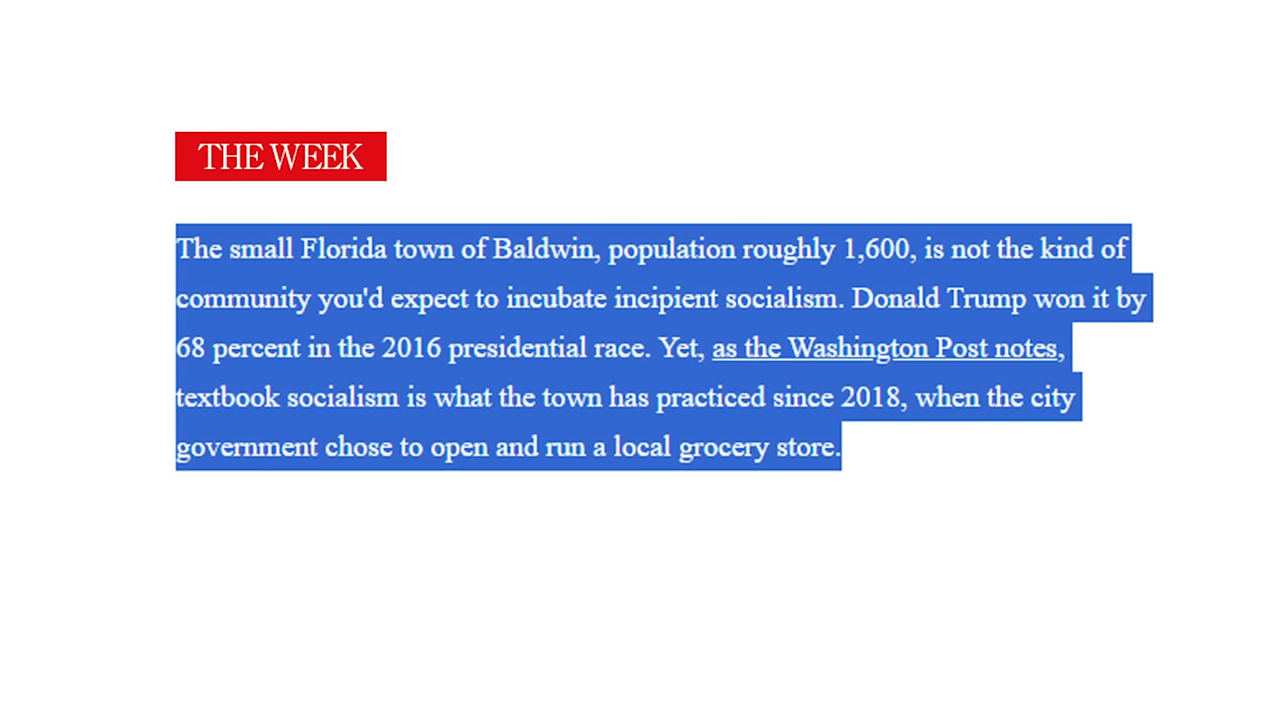 THE WEEK
The small Florida town of Baldwin, population roughly 1,600, is not the kind of
community you'd expect to incubate incipient socialism. Donald Trump won it by
68 percent in the 2016 presidential race. Yet, as the Washington Post notes,
textbook socialism is what the town has practiced since 2018, when the city
government chose to open and run a local grocery store.